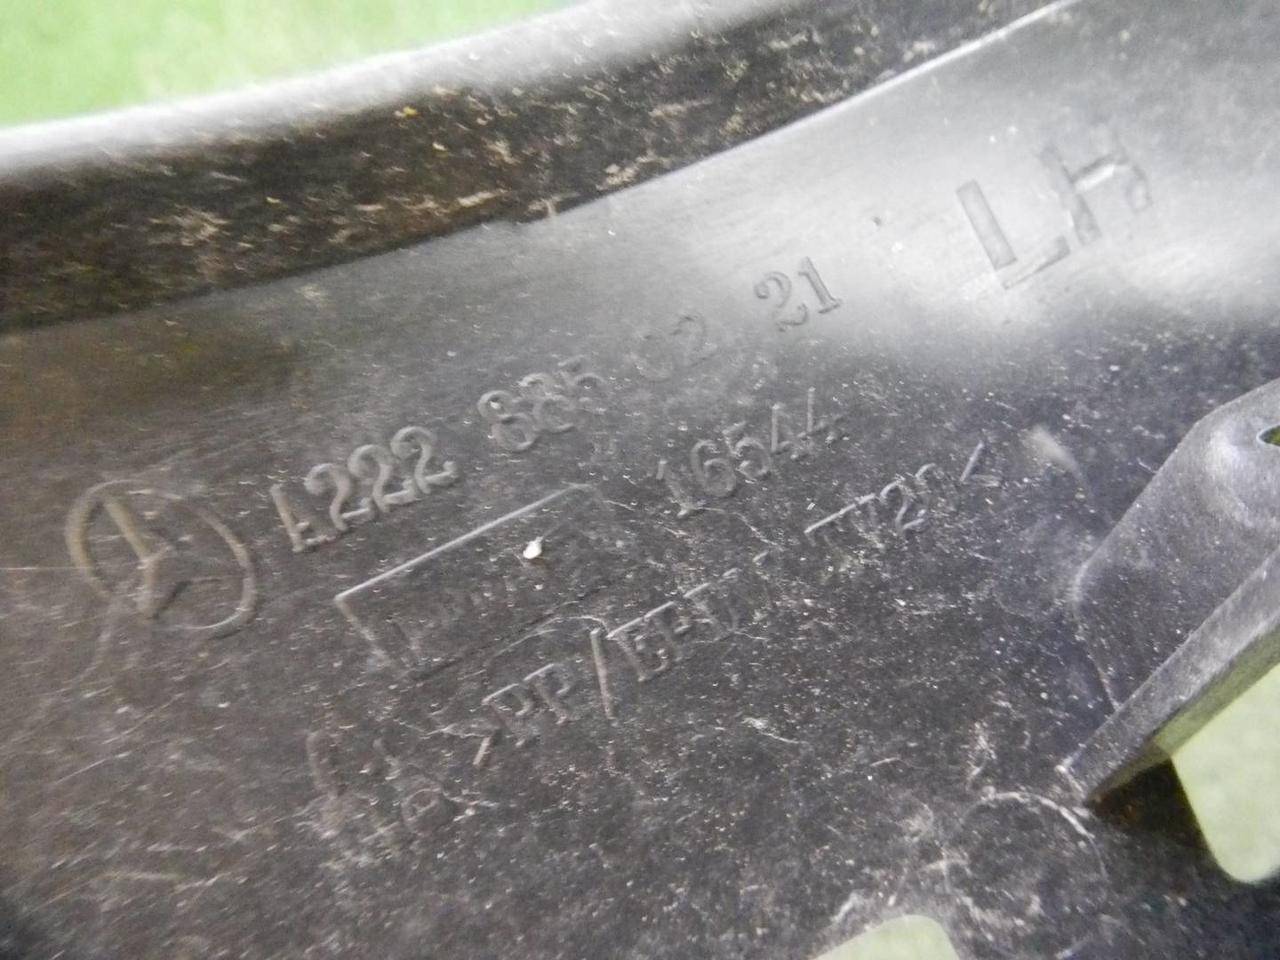 LH
A222 885 02 21
16544
>PP/EPDM-TV20<